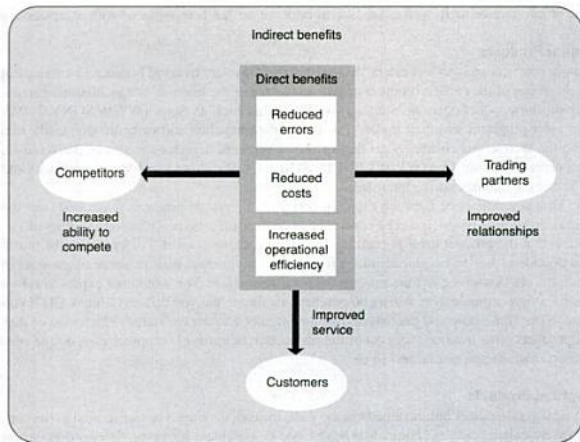 Indirect benefits
Direct benefits
Reduced
errors
Competitors
Reduced
costs
Trading
partners
Increased
ability to
compete
Increased
operational
efficiency
Improved
relationships
Improved
service
Customers